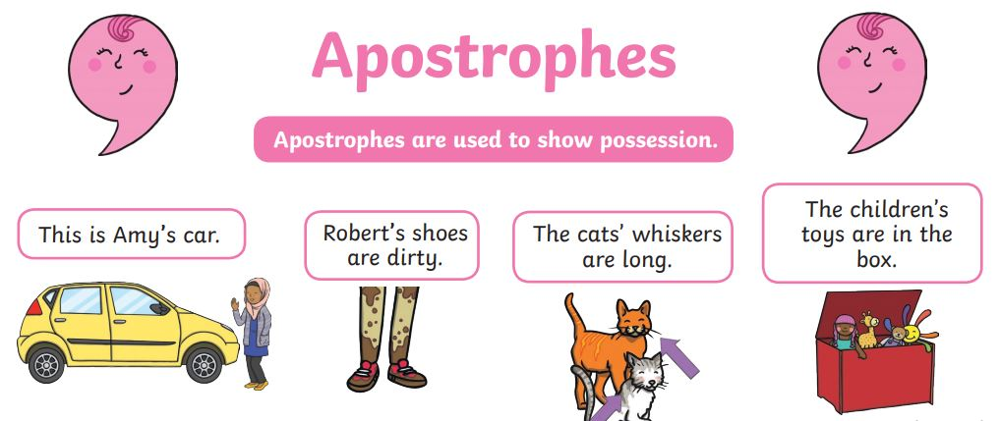 Apostrophes
Apostrophes are used to show possession.
This is Amy's car.
Robert's shoes
are dirty.
The cats' whiskers
are long.
The children's
toys are in the
box.